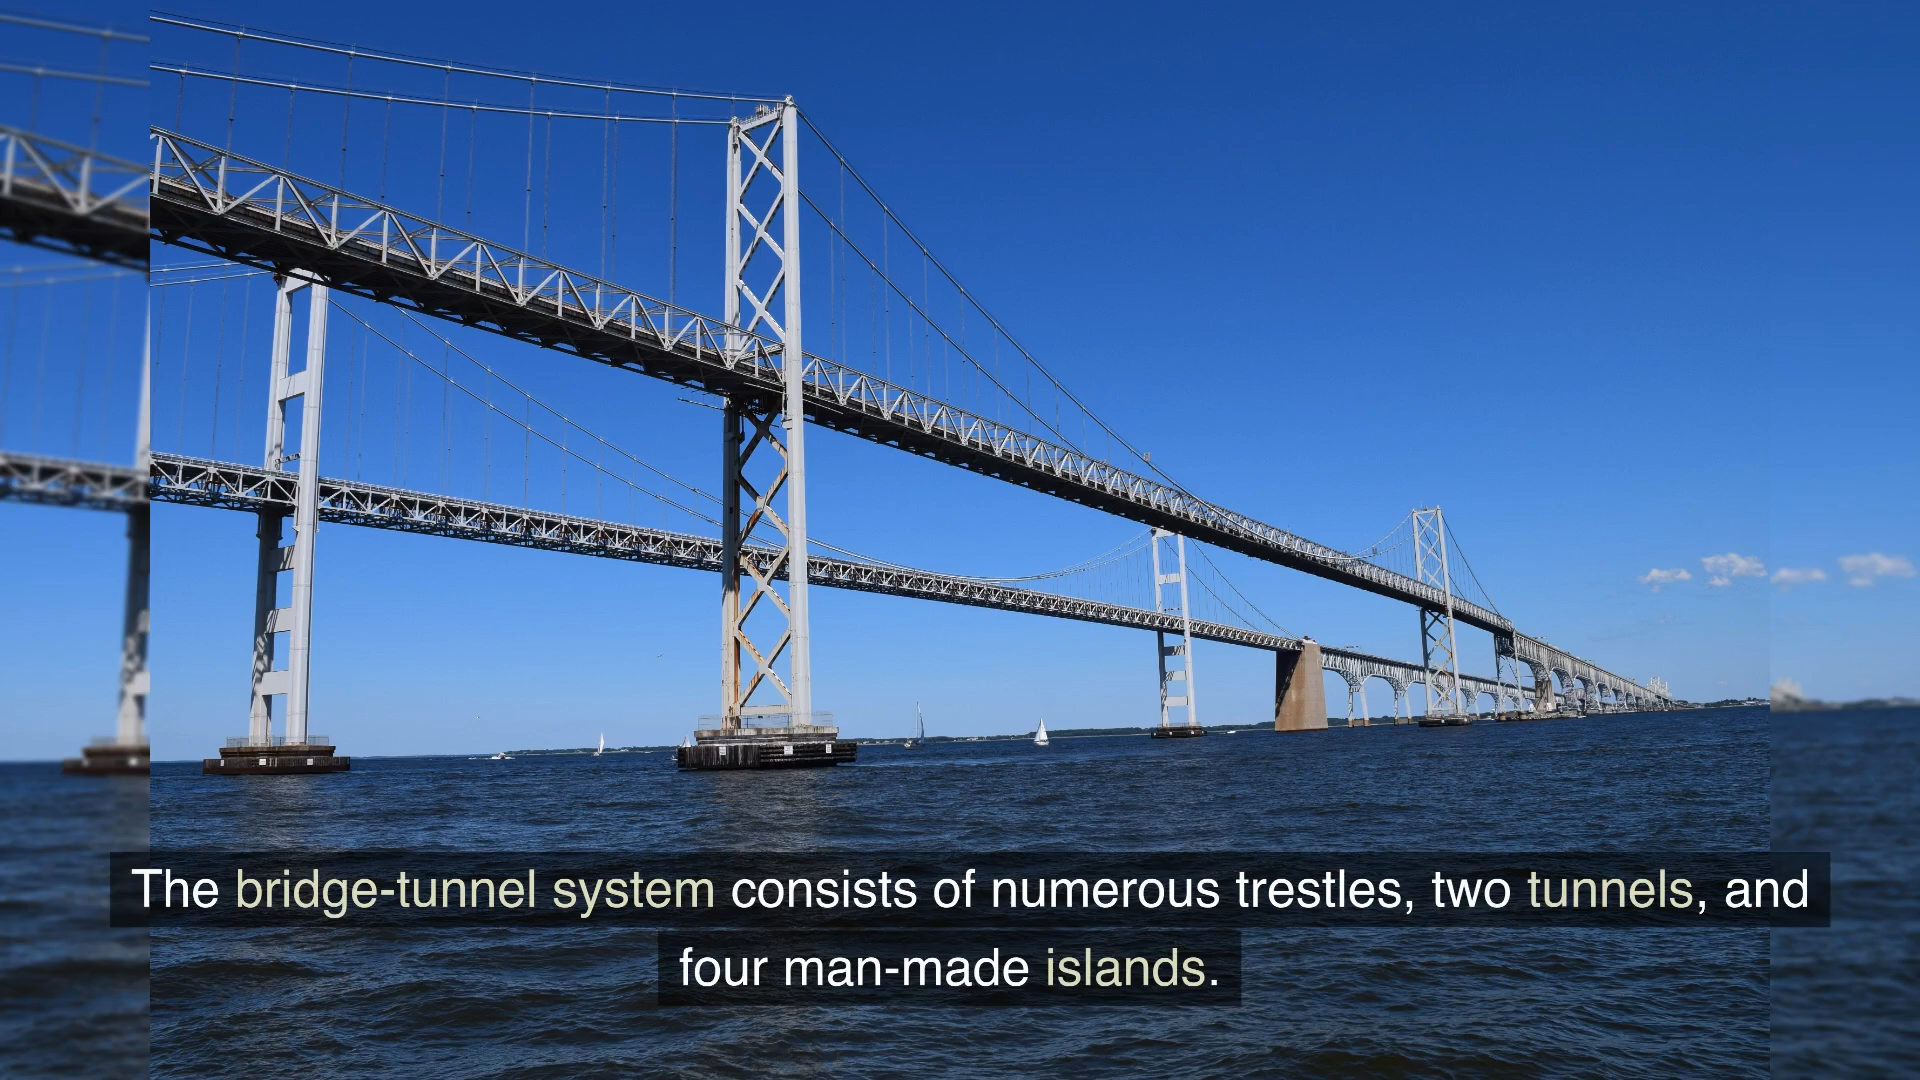 The bridge-tunnel system consists of numerous trestles, two tunnels, and
four man-made islands.